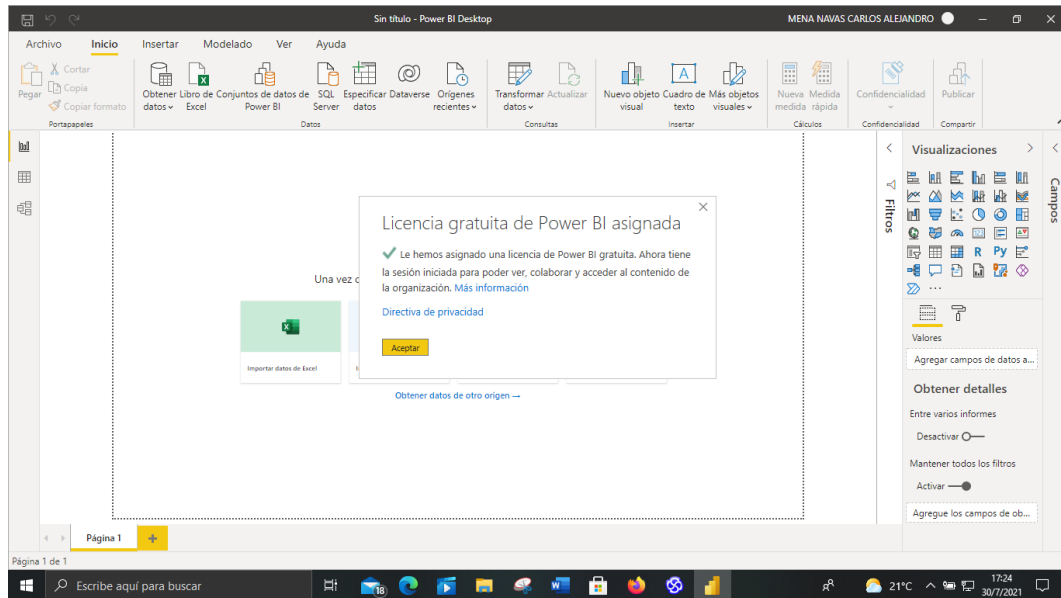 Sin título - Power BI Desktop
MENA NAVAS CARLOS ALEJANDRO
Archivo Inicio Insertar Modelado Ver Ayuda
Pegar
Cortar
Copia
Copiar formato
Portapapeles
Obtener datos
Libro de Excel
Conjuntos de datos de Power BI
SQL Server
Especificar datos
Dataverse
Orígenes recientes
Datos
Transformar datos
Actualizar
Consultas
Nuevo objeto visual
Cuadro de texto
Más objetos visuales
Insertar
Nueva medida
Medida rápida
Cálculos
Confidencialidad
Confidencialidad
Publicar
Compartir
Una vez c
Importar datos de Excel
Obtener datos de otro origen →
Licencia gratuita de Power BI asignada
Le hemos asignado una licencia de Power BI gratuita. Ahora tiene
la sesión iniciada para poder ver, colaborar y acceder al contenido de
la organización. Más información
Directiva de privacidad
Aceptar
Filtros
Visualizaciones
R Py
Valores
Agregar campos de datos a...
Obtener detalles
Entre varios informes
Desactivar
Mantener todos los filtros
Activar
Agregue los campos de ob...
Campos
Página 1
Página 1 de 1
Escribe aquí para buscar
18
21°C
17:24
30/7/2021